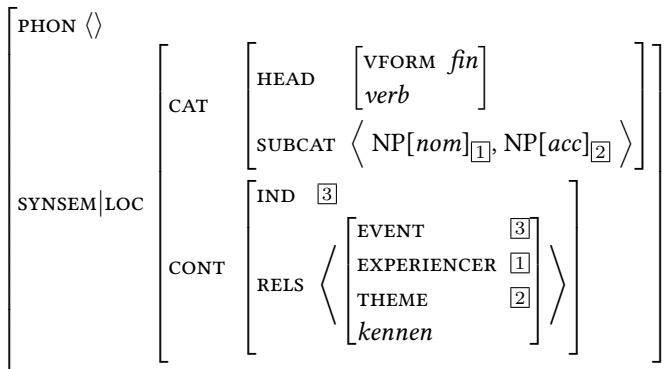 PHON ⟨⟩
SYNSEM|LOC
CAT
HEAD
VFORM fin
verb
SUBCAT ⟨ NP[nom]1, NP[acc]2 ⟩
CONT
IND 3
RELS
EVENT 3
EXPERIENCER 1
THEME 2
kennen